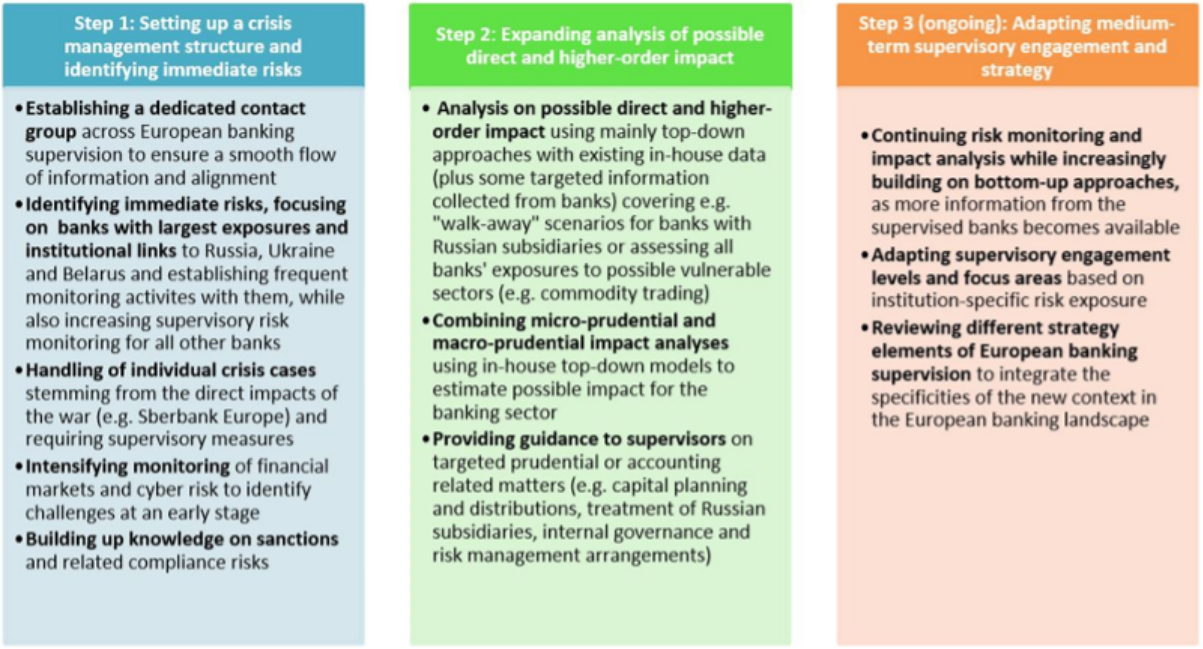 Step 1: Setting up a crisis
management structure and
identifying immediate risks
•Establishing a dedicated contact
group across European banking
supervision to ensure a smooth flow
of information and alignment
•Identifying immediate risks, focusing
on banks with largest exposures and
institutional links to Russia, Ukraine
and Belarus and establishing frequent
monitoring activites with them, while
also increasing supervisory risk
monitoring for all other banks
•Handling of individual crisis cases
stemming from the direct impacts of
the war (e.g. Sberbank Europe) and
requiring supervisory measures
•Intensifying monitoring of financial
markets and cyber risk to identify
challenges at an early stage
•Building up knowledge on sanctions
and related compliance risks
Step 2: Expanding analysis of possible
direct and higher-order impact
• Analysis on possible direct and higher-
order impact using mainly top-down
approaches with existing in-house data
(plus some targeted information
collected from banks) covering e.g.
"walk-away" scenarios for banks with
Russian subsidiaries or assessing all
banks' exposures to possible vulnerable
sectors (e.g. commodity trading)
•Combining micro-prudential and
macro-prudential impact analyses
using in-house top-down models to
estimate possible impact for the
banking sector
•Providing guidance to supervisors on
targeted prudential or accounting
related matters (e.g. capital planning
and distributions, treatment of Russian
subsidiaries, internal governance and
risk management arrangements)
Step 3 (ongoing): Adapting medium-
term supervisory engagement and
strategy
•Continuing risk monitoring and
impact analysis while increasingly
building on bottom-up approaches,
as more information from the
supervised banks becomes available
•Adapting supervisory engagement
levels and focus areas based on
institution-specific risk exposure
•Reviewing different strategy
elements of European banking
supervision to integrate the
specificities of the new context in
the European banking landscape